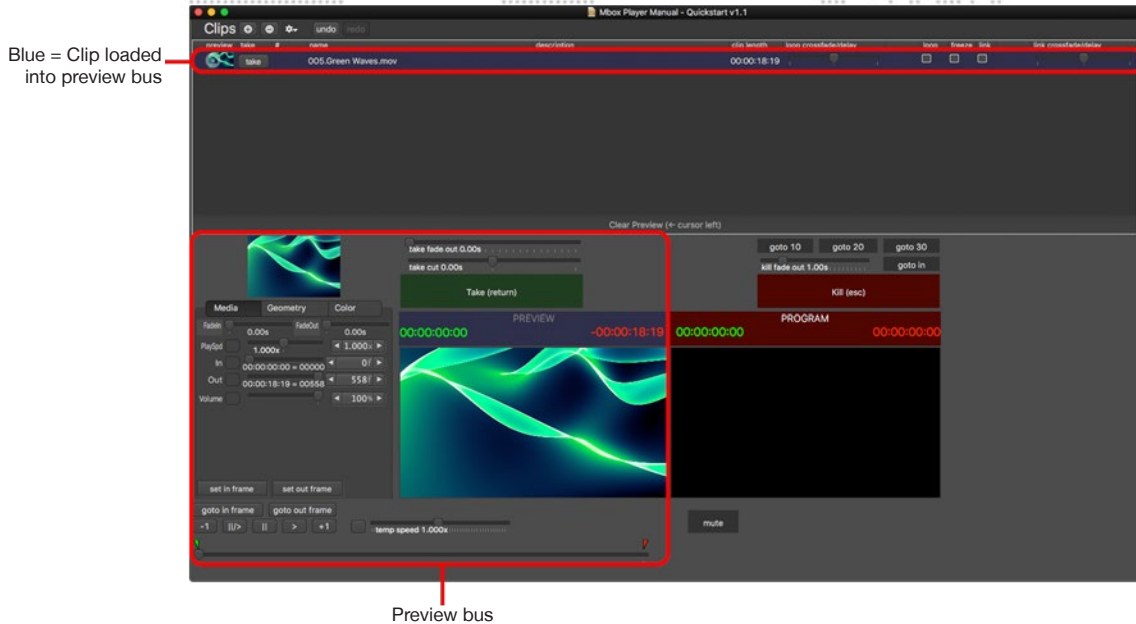 Mbox Player Manual - Quickstart v1.1
Clips undo redo
preview take # name description clip length loop crossfade/delay loop freeze link link crossfade/delay
Blue = Clip loaded
into preview bus
take 005.Green Waves.mov 00:00:18:19
Clear Preview (← cursor left)
take fade out 0.00s
take cut 0.00s
Take (return)
goto 10 goto 20 goto 30
kill fade out 1.00s goto in
Kill (esc)
Media Geometry Color
FadeIn 0.00s FadeOut 0.00s
PlaySpd 1.000x 1.000x
In 00:00:00:00 = 00000 0f
Out 00:00:18:19 = 00558 558f
Volume 100%
set in frame set out frame
PREVIEW
00:00:00:00 -00:00:18:19
PROGRAM
00:00:00:00 00:00:00:00
goto in frame goto out frame
-1 ||/> || > +1 temp speed 1.000x
mute
Preview bus